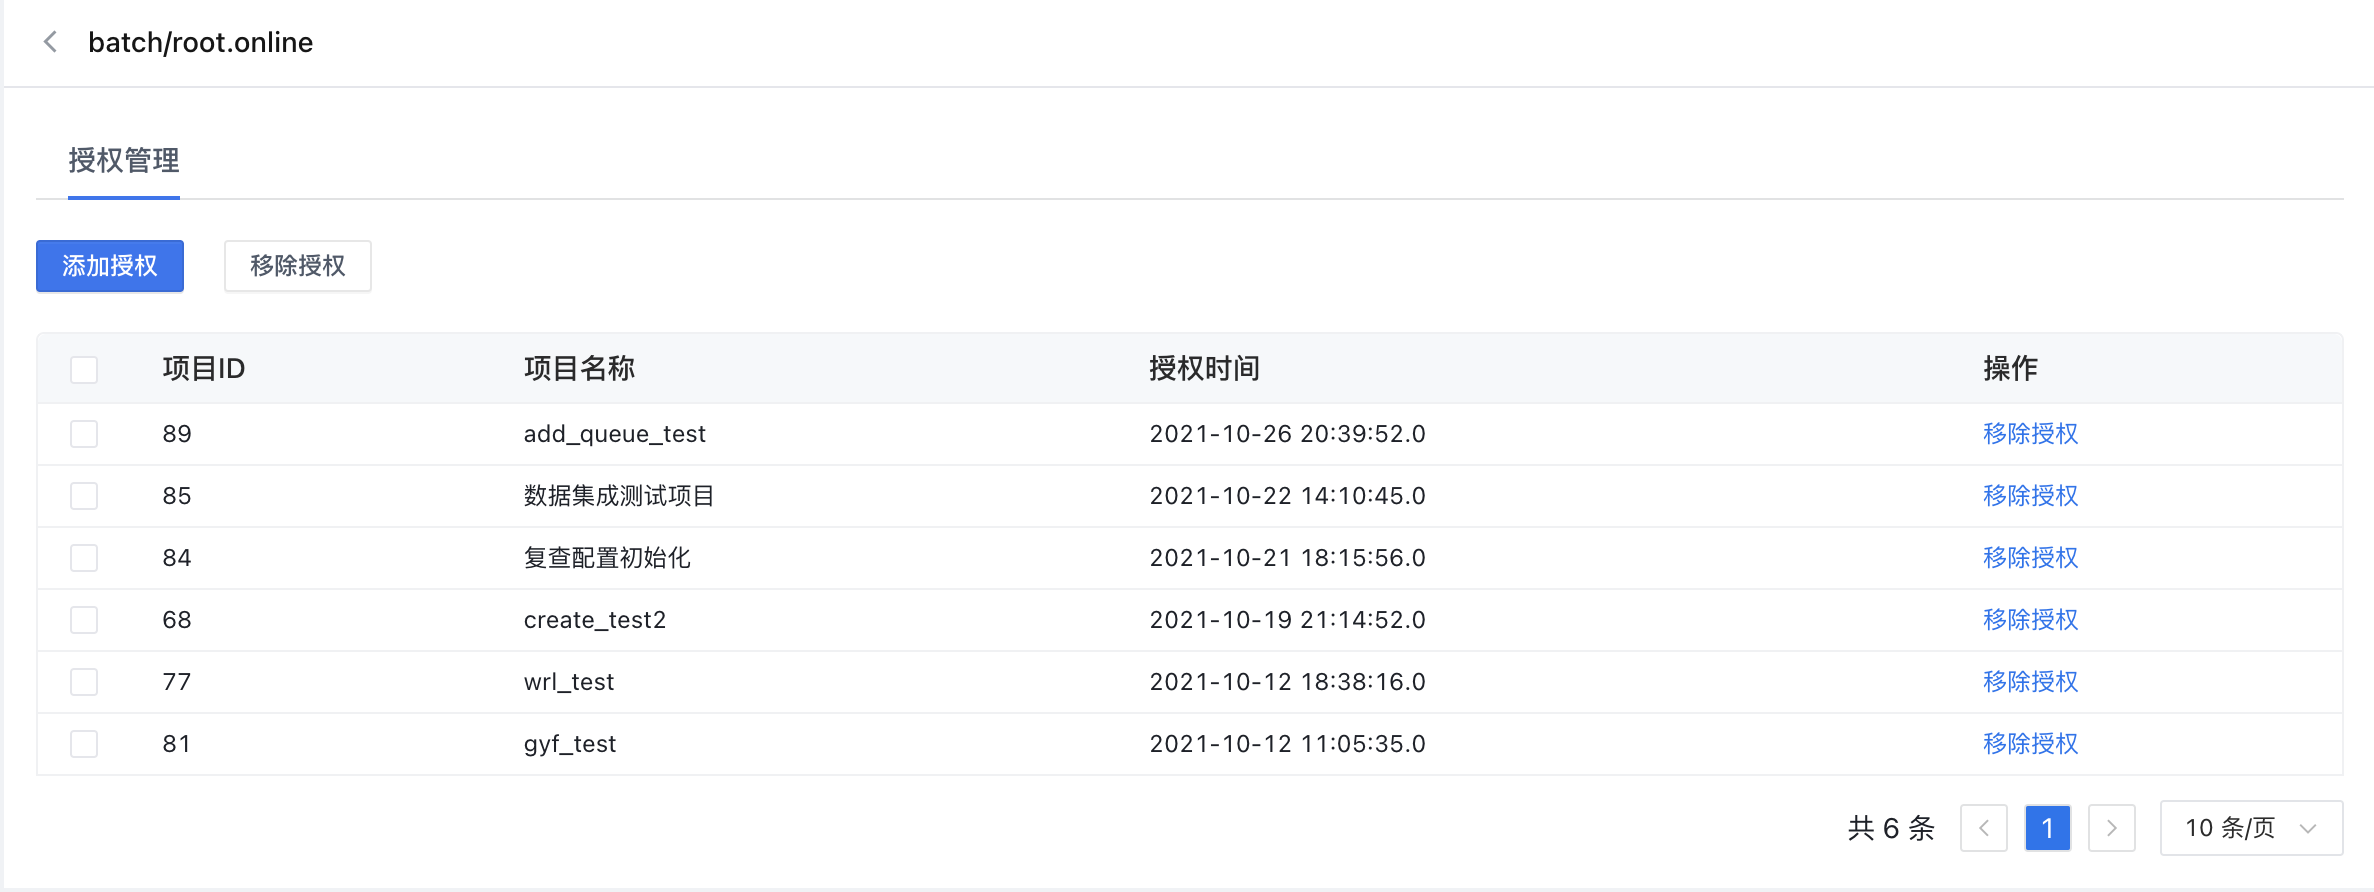 batch/root.online
授权管理
添加授权 移除授权
项目ID 项目名称 授权时间 操作
89 add_queue_test 2021-10-26 20:39:52.0 移除授权
85 数据集成测试项目 2021-10-22 14:10:45.0 移除授权
84 复查配置初始化 2021-10-21 18:15:56.0 移除授权
68 create_test2 2021-10-19 21:14:52.0 移除授权
77 wrl_test 2021-10-12 18:38:16.0 移除授权
81 gyf_test 2021-10-12 11:05:35.0 移除授权
共 6 条 1 10 条/页